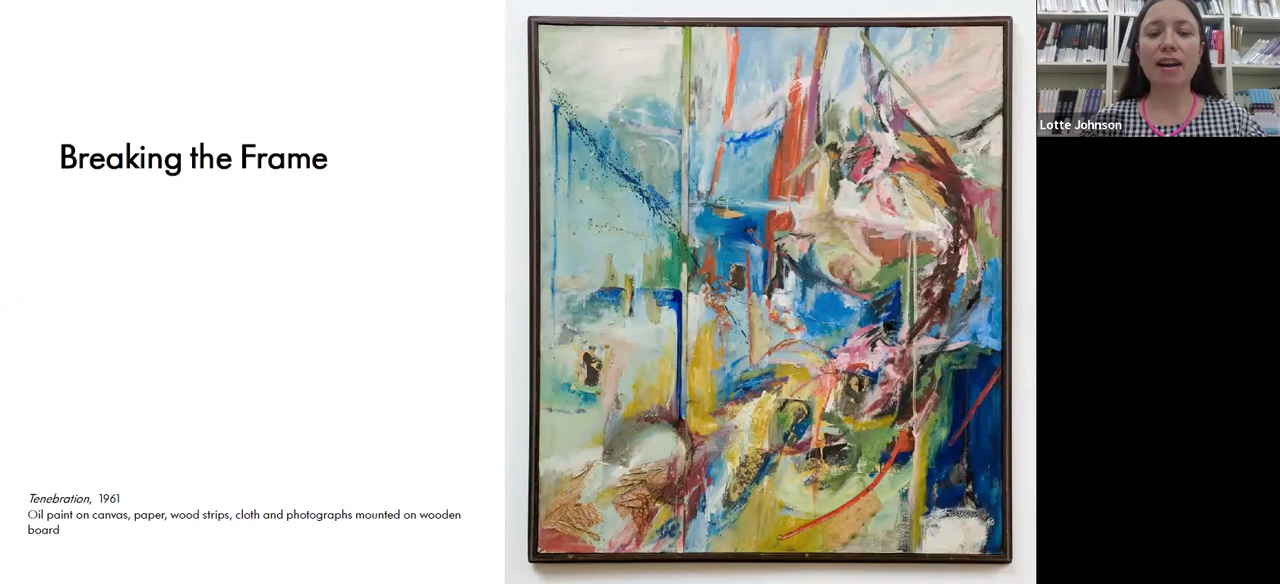 Breaking the Frame
Tenebration, 1961
Oil paint on canvas, paper, wood strips, cloth and photographs mounted on wooden
board
Lotte Johnson